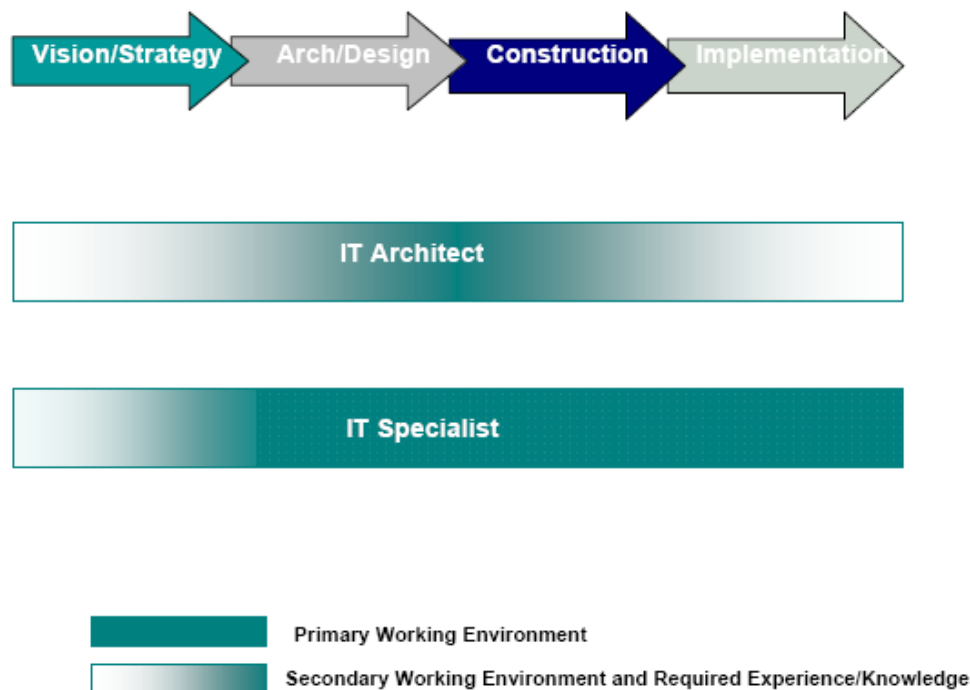 Vision/Strategy
Arch/Design
Construction
Implementation
IT Architect
IT Specialist
Primary Working Environment
Secondary Working Environment and Required Experience/Knowledge